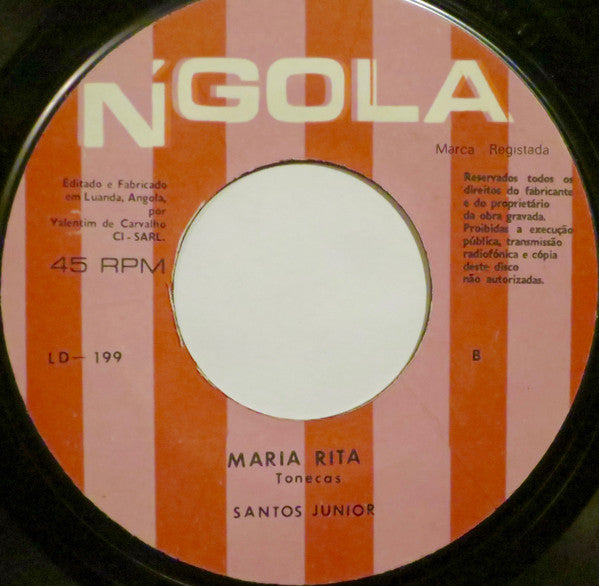 N'GOLA
Marca Registada
Editado e Fabricado
em Luanda, Angola,
por
Valentim de Carvalho
CI - SARL.
45 RPM
Reservados todos os
direitos do fabricante
e do proprietário
da obra gravada.
Proibidas a execução
pública, transmissão
radiofónica e cópia
deste disco
não autorizadas.
LD — 199
B
MARIA RITA
Tonecas
SANTOS JUNIOR